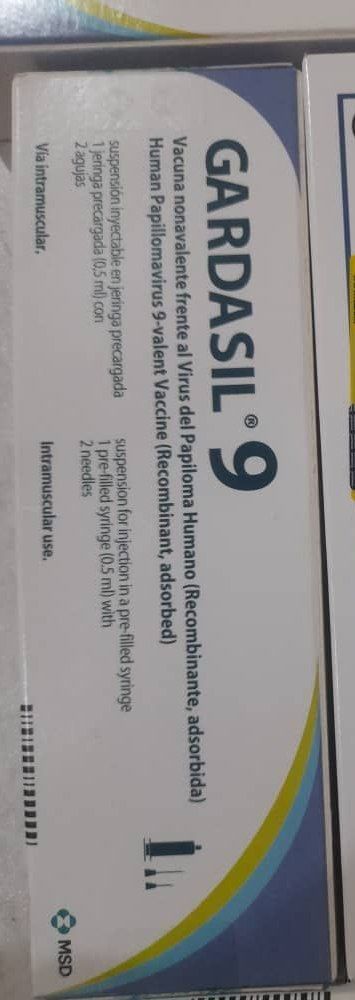 GARDASIL® 9
Vacuna nonavalente frente al Virus del Papiloma Humano (Recombinante, adsorbida)
Human Papillomavirus 9-valent Vaccine (Recombinant, adsorbed)
suspensión inyectable en jeringa precargada
1 jeringa precargada (0,5 ml) con
2 agujas
suspension for injection in a pre-filled syringe
1 pre-filled syringe (0.5 ml) with
2 needles
Vía intramuscular.
Intramuscular use.
MSD